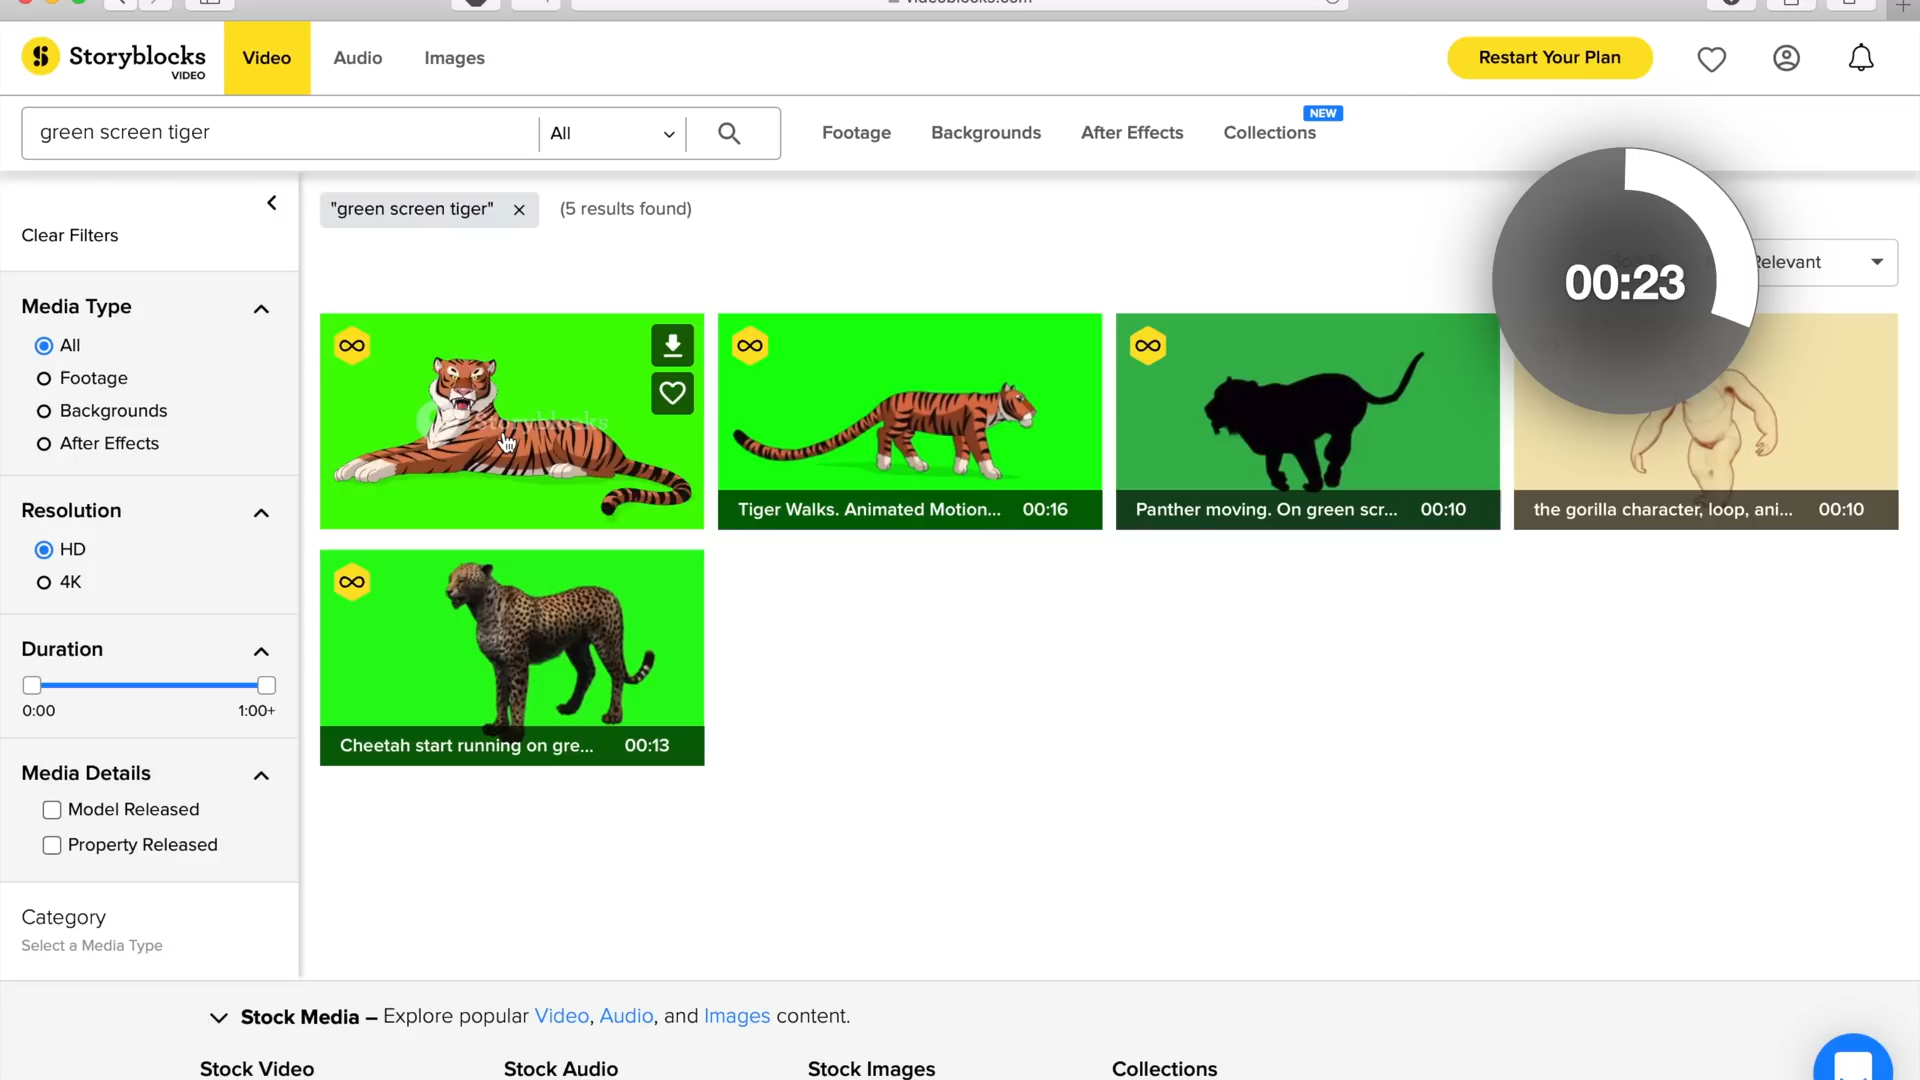 Storyblocks
VIDEO
Video
Audio
Images
Restart Your Plan
green screen tiger
All
Footage
Backgrounds
After Effects
Collections
NEW
Clear Filters
"green screen tiger"
(5 results found)
Relevant
00:23
Media Type
All
Footage
Backgrounds
After Effects
Resolution
HD
4K
Duration
0:00
1:00+
Media Details
Model Released
Property Released
Category
Select a Media Type
Storyblocks
Tiger Walks. Animated Motion... 00:16
Panther moving. On green scr... 00:10
the gorilla character, loop, ani... 00:10
Cheetah start running on gre... 00:13
Stock Media – Explore popular Video, Audio, and Images content.
Stock Video
Stock Audio
Stock Images
Collections